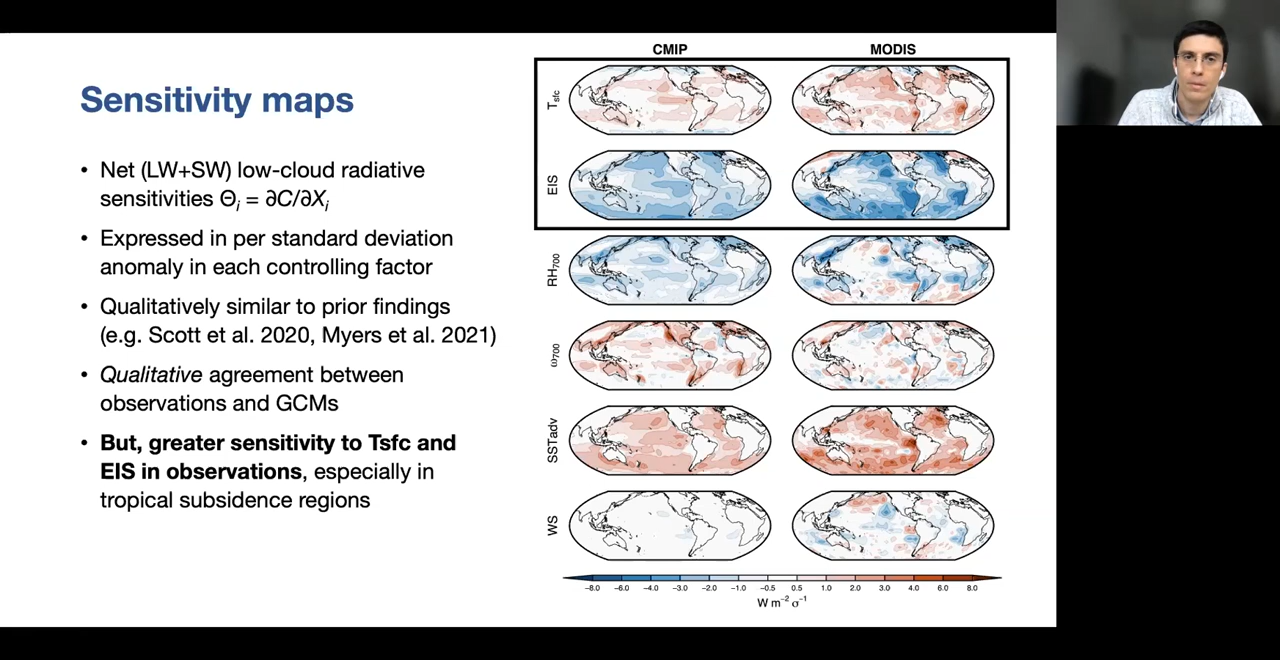 Sensitivity maps
• Net (LW+SW) low-cloud radiative
sensitivities Θi = ∂C/∂Xi
• Expressed in per standard deviation
anomaly in each controlling factor
• Qualitatively similar to prior findings
(e.g. Scott et al. 2020, Myers et al. 2021)
• Qualitative agreement between
observations and GCMs
• But, greater sensitivity to Tsfc and
EIS in observations, especially in
tropical subsidence regions
CMIP MODIS
Tsfc
EIS
RH700
ω700
SSTadv
WS
-8.0 -6.0 -4.0 -3.0 -2.0 -1.0 -0.5 0.5 1.0 2.0 3.0 4.0 6.0 8.0
W m⁻² σ⁻¹